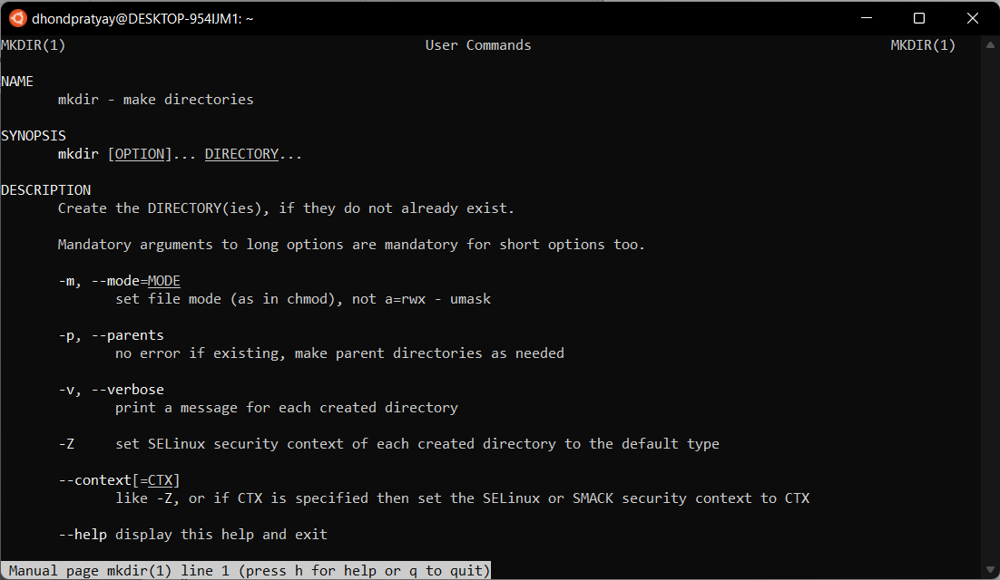 dhondpratyay@DESKTOP-954IJM1: ~
MKDIR(1) User Commands MKDIR(1)
NAME
mkdir - make directories
SYNOPSIS
mkdir [OPTION]... DIRECTORY...
DESCRIPTION
Create the DIRECTORY(ies), if they do not already exist.
Mandatory arguments to long options are mandatory for short options too.
-m, --mode=MODE
set file mode (as in chmod), not a=rwx - umask
-p, --parents
no error if existing, make parent directories as needed
-v, --verbose
print a message for each created directory
-Z set SELinux security context of each created directory to the default type
--context[=CTX]
like -Z, or if CTX is specified then set the SELinux or SMACK security context to CTX
--help display this help and exit
Manual page mkdir(1) line 1 (press h for help or q to quit)